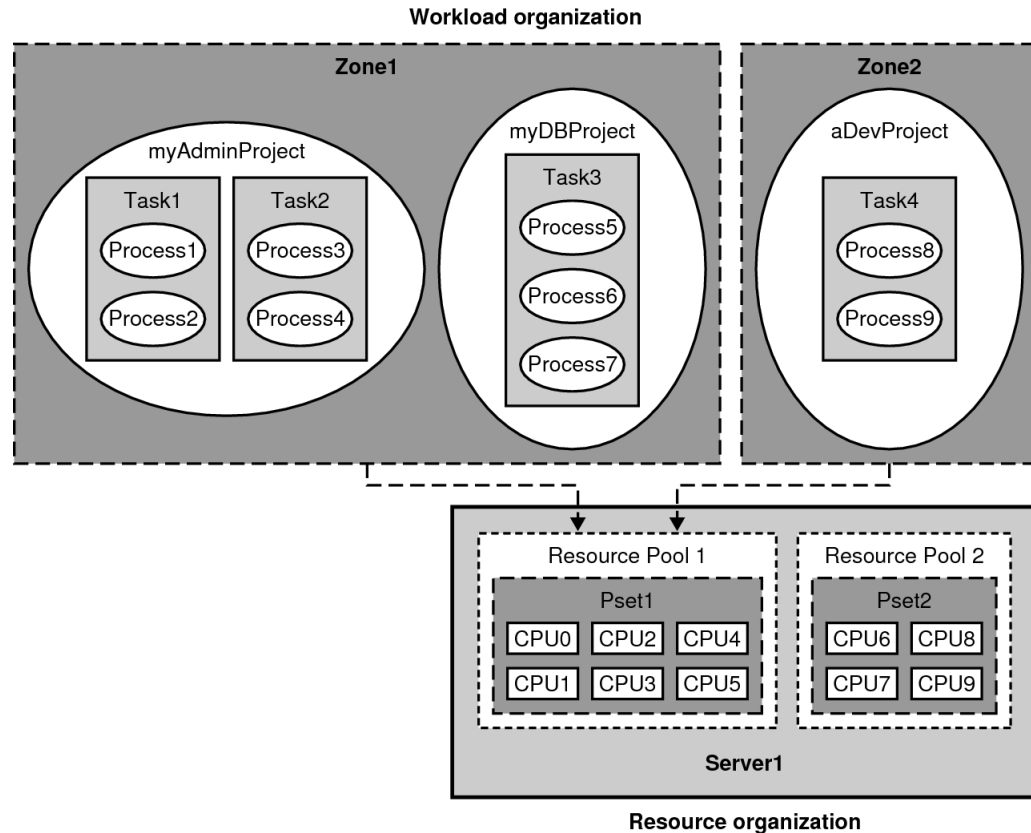 Workload organization
Zone1
Zone2
myAdminProject
myDBProject
aDevProject
Task1
Task2
Task3
Task4
Process1
Process3
Process5
Process8
Process2
Process4
Process6
Process9
Process7
Resource Pool 1
Resource Pool 2
Pset1
Pset2
CPU0 CPU2 CPU4
CPU6 CPU8
CPU1 CPU3 CPU5
CPU7 CPU9
Server1
Resource organization